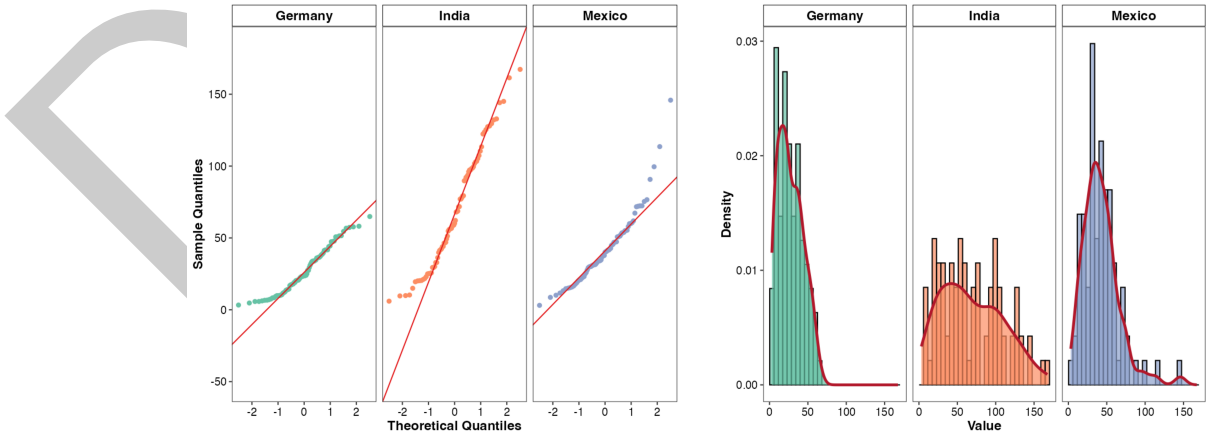 Germany
India
Mexico
Sample Quantiles
150
100
50
0
-50
-2 -1 0 1 2
-2 -1 0 1 2
-2 -1 0 1 2
Theoretical Quantiles
Germany
India
Mexico
Density
0.03
0.02
0.01
0.00
0 50 100 150
0 50 100 150
0 50 100 150
Value